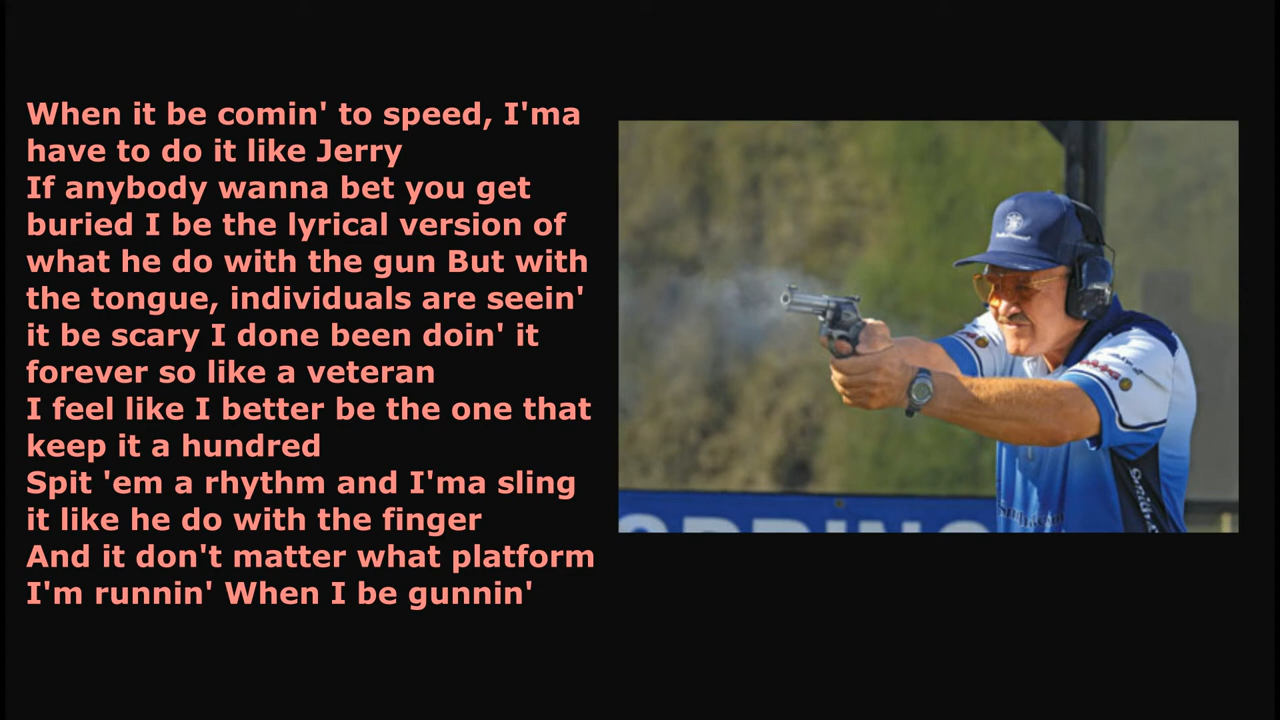 When it be comin' to speed, I'ma
have to do it like Jerry
If anybody wanna bet you get
buried I be the lyrical version of
what he do with the gun But with
the tongue, individuals are seein'
it be scary I done been doin' it
forever so like a veteran
I feel like I better be the one that
keep it a hundred
Spit 'em a rhythm and I'ma sling
it like he do with the finger
And it don't matter what platform
I'm runnin' When I be gunnin'